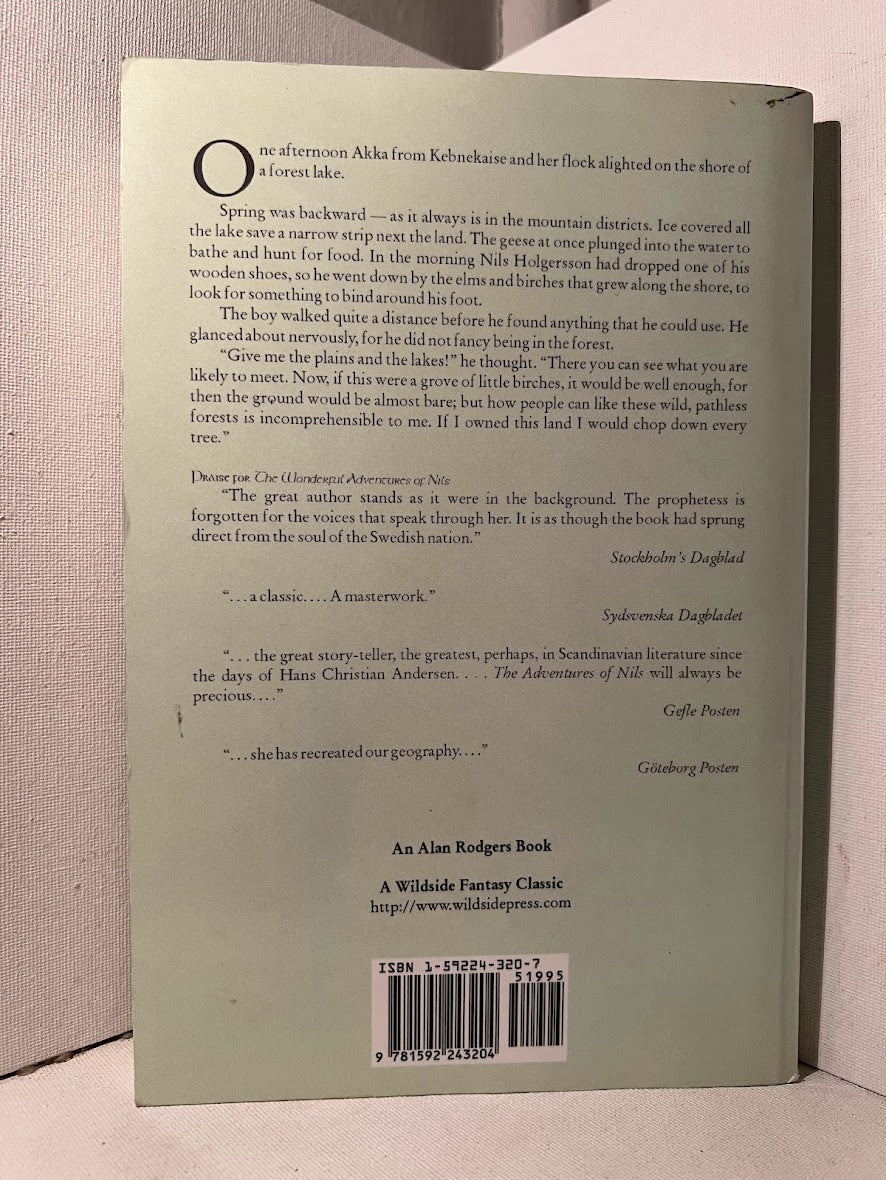 One afternoon Akka from Kebnekaise and her flock alighted on the shore of
a forest lake.
Spring was backward — as it always is in the mountain districts. Ice covered all
the lake save a narrow strip next the land. The geese at once plunged into the water to
bathe and hunt for food. In the morning Nils Holgersson had dropped one of his
wooden shoes, so he went down by the elms and birches that grew along the shore, to
look for something to bind around his foot.
The boy walked quite a distance before he found anything that he could use. He
glanced about nervously, for he did not fancy being in the forest.
“Give me the plains and the lakes!” he thought. “There you can see what you are
likely to meet. Now, if this were a grove of little birches, it would be well enough, for
then the ground would be almost bare; but how people can like these wild, pathless
forests is incomprehensible to me. If I owned this land I would chop down every
tree.”
Praise for The Wonderful Adventures of Nils
“The great author stands as it were in the background. The prophetess is
forgotten for the voices that speak through her. It is as though the book had sprung
direct from the soul of the Swedish nation.”
Stockholm's Dagblad
“. . . a classic. . . . A masterwork.”
Sydsvenska Dagbladet
“. . . the great story-teller, the greatest, perhaps, in Scandinavian literature since
the days of Hans Christian Andersen. . . . The Adventures of Nils will always be
precious. . . .”
Gefle Posten
“. . . she has recreated our geography. . . .”
Göteborg Posten
An Alan Rodgers Book
A Wildside Fantasy Classic
http://www.wildsidepress.com
ISBN 1-59224-320-7
51995
9 781592 243204